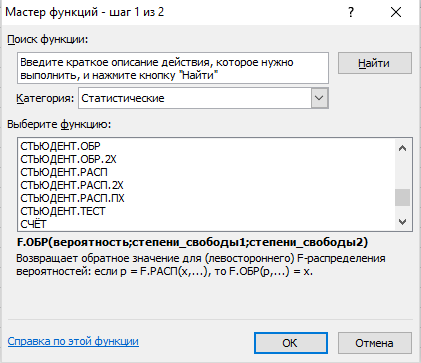 Мастер функций - шаг 1 из 2 ? ×
Поиск функции:
Введите краткое описание действия, которое нужно
выполнить, и нажмите кнопку "Найти"
Найти
Категория: Статистические
Выберите функцию:
СТЬЮДЕНТ.ОБР
СТЬЮДЕНТ.ОБР.2Х
СТЬЮДЕНТ.РАСП
СТЬЮДЕНТ.РАСП.2Х
СТЬЮДЕНТ.РАСП.ПХ
СТЬЮДЕНТ.ТЕСТ
СЧЁТ
F.ОБР(вероятность;степени_свободы1;степени_свободы2)
Возвращает обратное значение для (левостороннего) F-распределения
вероятностей: если p = F.РАСП(x,...), то F.ОБР(p,...) = x.
Справка по этой функции
ОК
Отмена